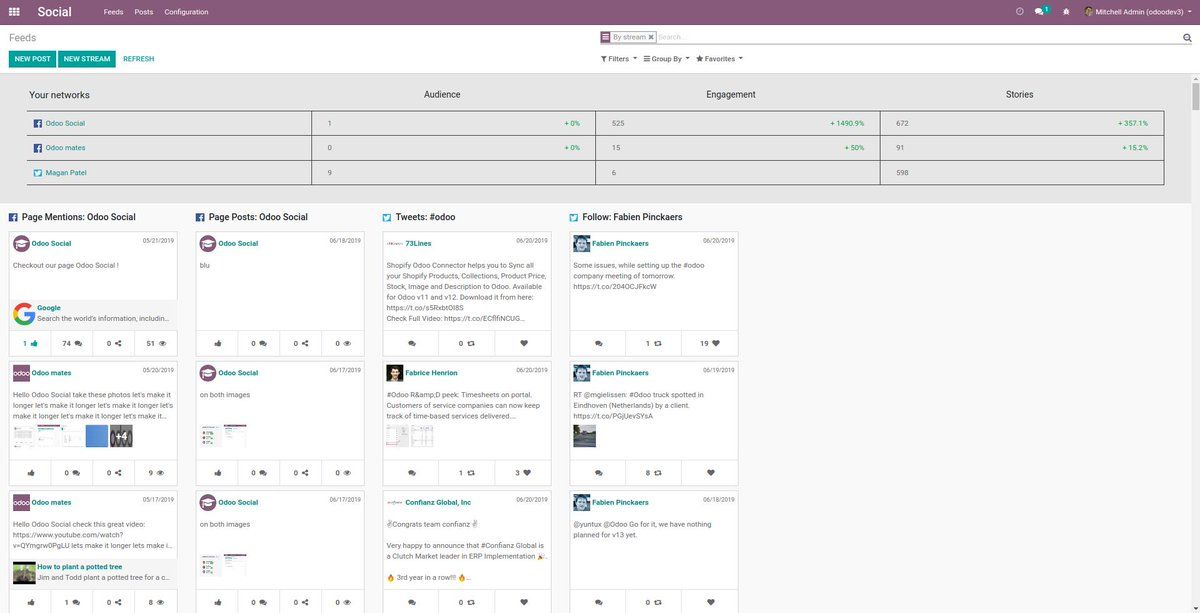 Social Feeds Posts Configuration 1 Mitchell Admin (odoodev3)
Feeds
By stream Search...
NEW POST NEW STREAM REFRESH
Filters Group By Favorites
Your networks Audience Engagement Stories
Odoo Social 1 + 0% 525 + 1490.9% 672 + 357.1%
Odoo mates 0 + 0% 15 + 50% 91 + 15.2%
Magan Patel 9 6 598
Page Mentions: Odoo Social
Odoo Social 05/21/2019
Checkout our page Odoo Social !
Google
Search the world's information, includin...
1 74 0 51
odoo Odoo mates 05/20/2019
Hello Odoo Social take these photos let's make it
longer let's make it longer let's make it longer let's
make it longer let's make it longer let's make it...
+4
0 0 9
odoo Odoo mates 05/17/2019
Hello Odoo Social check this great video:
https://www.youtube.com/watch?
v=QYmgrw0PgLU lets make it longer lets make i...
How to plant a potted tree
Jim and Todd plant a potted tree for a c...
1 0 8
Page Posts: Odoo Social
Odoo Social 06/18/2019
blu
0 0 0
Odoo Social 06/17/2019
on both images
0 0 0
Odoo Social 06/17/2019
on both images
0 0 0
Tweets: #odoo
73Lines 06/20/2019
Shopify Odoo Connector helps you to Sync all
your Shopify Products, Collections, Product Price,
Stock, Image and Description to Odoo. Available
for Odoo v11 and v12. Download it from here:
https://t.co/s5RxbtOI8S
Check Full Video: https://t.co/ECflfiNCUG...
0
Fabrice Henrion 06/20/2019
#Odoo R&amp;D peek: Timesheets on portal.
Customers of service companies can now keep
track of time-based services delivered....
1 3
Confianz Global, Inc 06/20/2019
✌Congrats team confianz ✌
Very happy to announce that #Confianz Global is
a Clutch Market leader in ERP Implementation 🎉.
🔥 3rd year in a row!!! 🔥...
0
Follow: Fabien Pinckaers
Fabien Pinckaers 06/20/2019
Some issues, while setting up the #odoo
company meeting of tomorrow.
https://t.co/204OCJFkcW
1 19
Fabien Pinckaers 06/19/2019
RT @mgielissen: #Odoo truck spotted in
Eindhoven (Netherlands) by a client.
https://t.co/PGjUevSYsA
8
Fabien Pinckaers 06/18/2019
@yuntux @Odoo Go for it, we have nothing
planned for v13 yet.
0